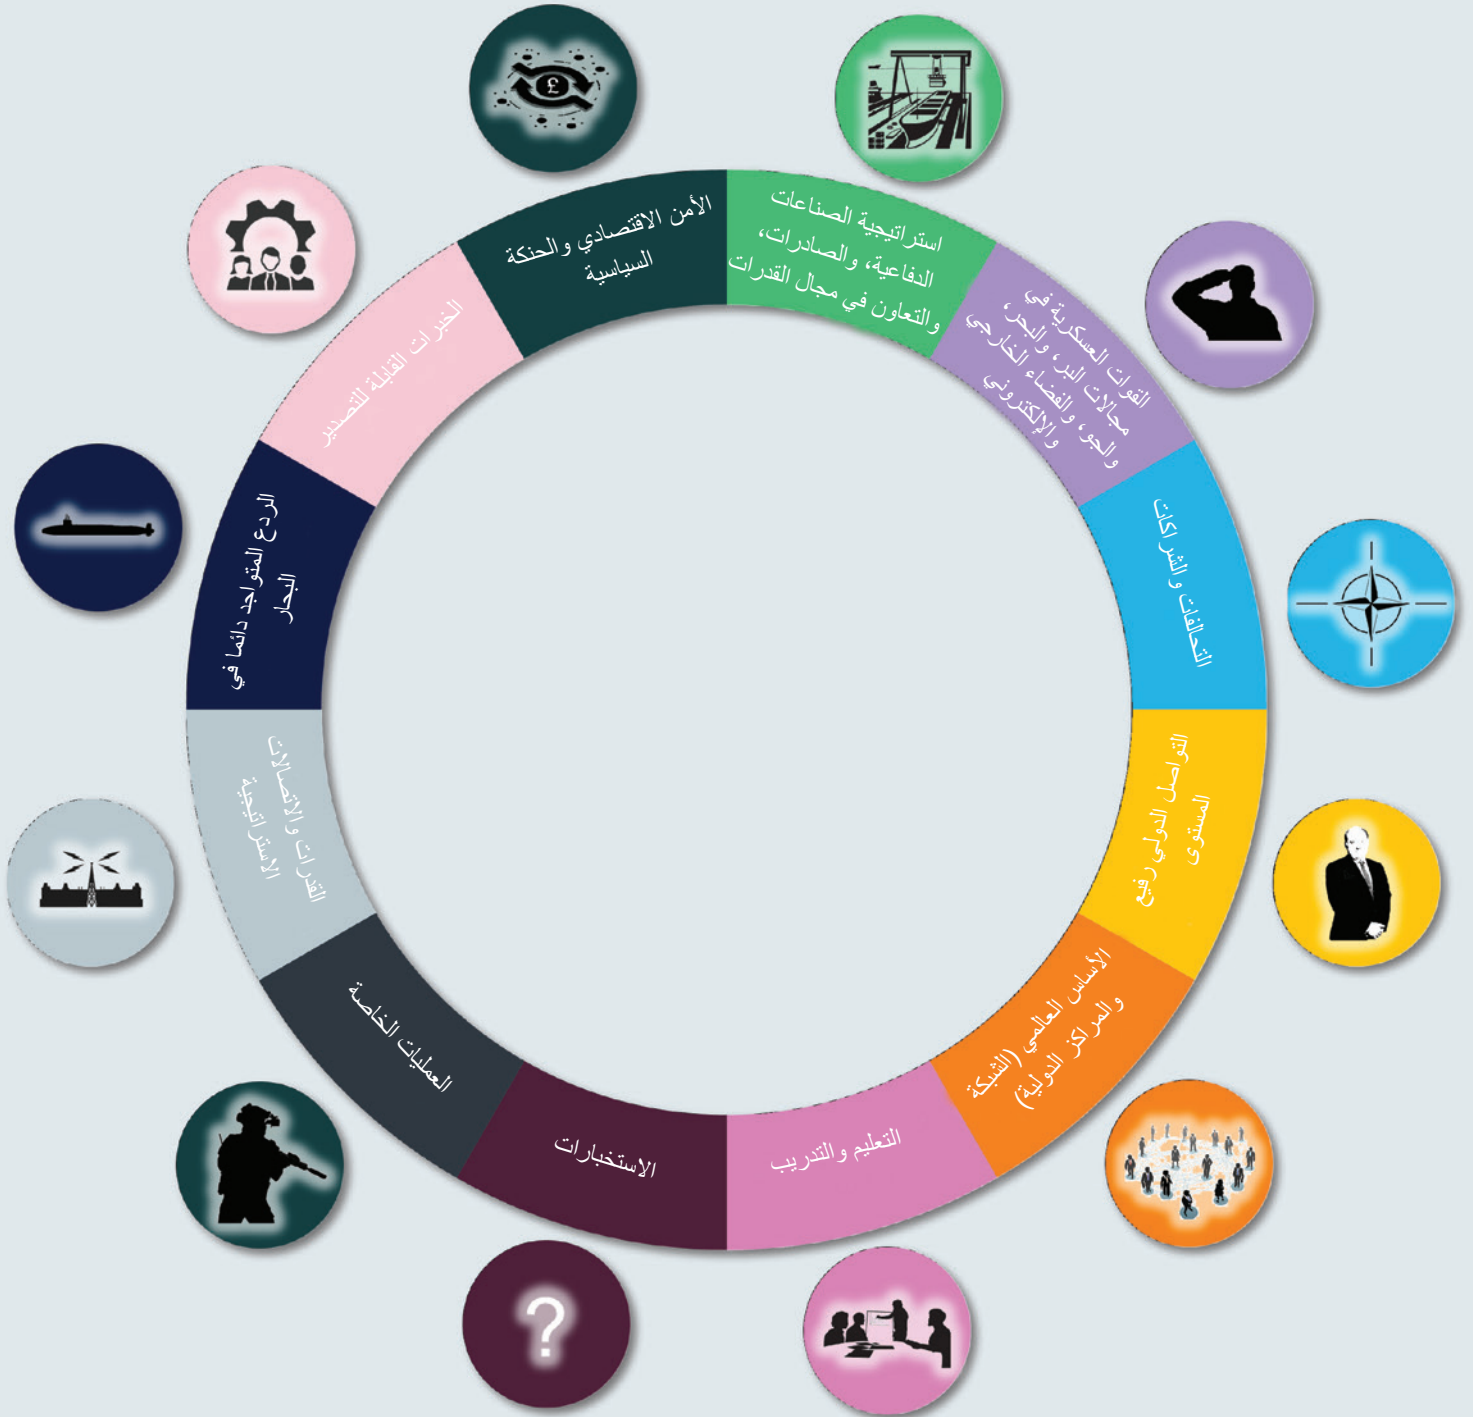 استراتيجية الصناعات
الدفاعية، والصادرات،
والتعاون في مجال القدرات
القوات العسكرية في
مجالات البر، والبحر،
والجو، والفضاء الخارجي
والإلكتروني
التحالفات والشراكات
التواصل الدولي رفيع
المستوى
الأساس العالمي (الشبكة
والمراكز الدولية)
التعليم والتدريب
الاستخبارات
العمليات الخاصة
القدرات والاتصالات
الاستراتيجية
الردع المتواجد دائما في
البحار
الخبرات القابلة للتصدير
الأمن الاقتصادي والحنكة
السياسية
£
?